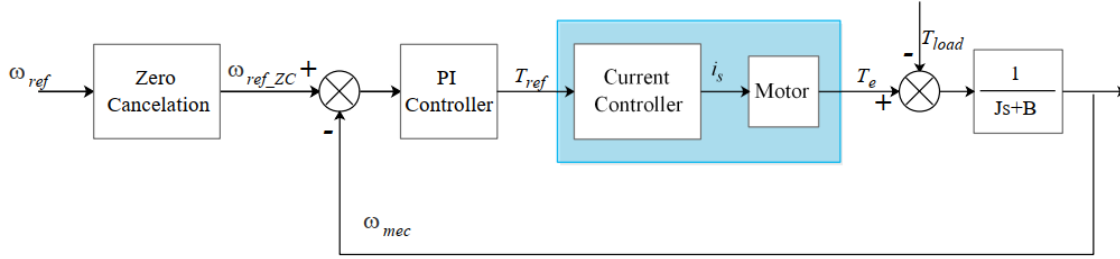 ω_ref
Zero
Cancelation
ω_ref_ZC
+
-
PI
Controller
T_ref
Current
Controller
i_s
Motor
T_e
+
-
T_load
1
Js+B
ω_mec